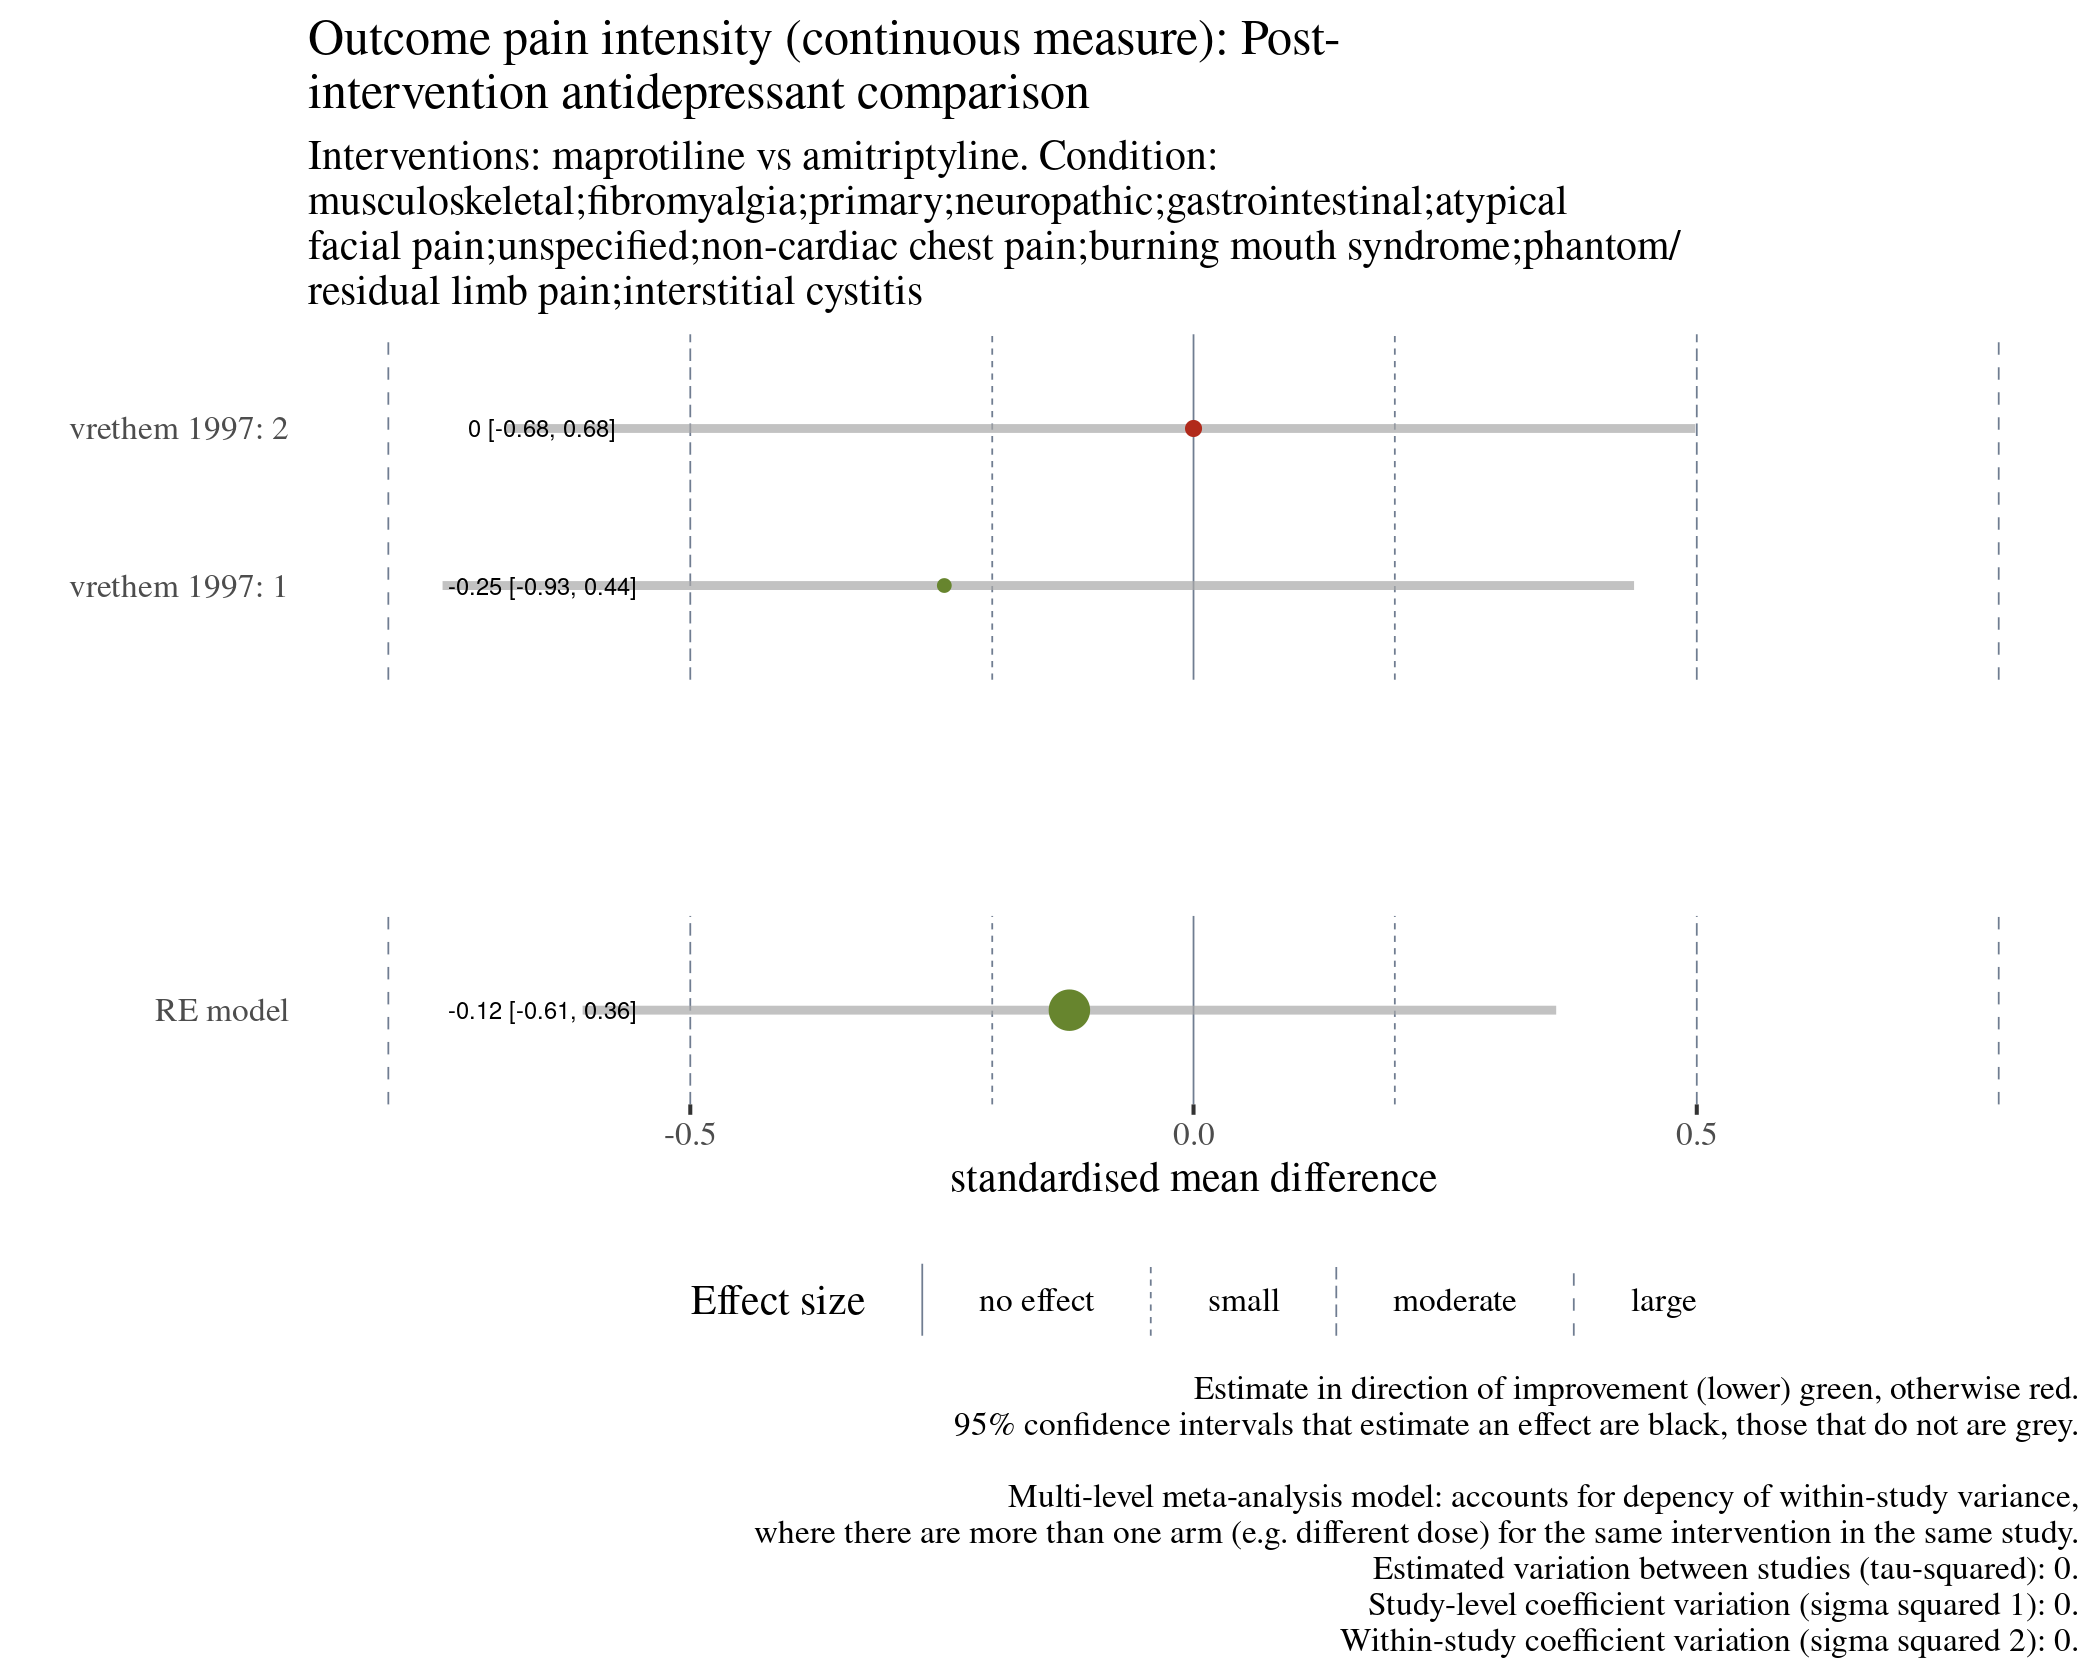 Outcome pain intensity (continuous measure): Post-
intervention antidepressant comparison
Interventions: maprotiline vs amitriptyline. Condition:
musculoskeletal;fibromyalgia;primary;neuropathic;gastrointestinal;atypical
facial pain;unspecified;non-cardiac chest pain;burning mouth syndrome;phantom/
residual limb pain;interstitial cystitis
vrethem 1997: 2
0 [-0.68, 0.68]
vrethem 1997: 1
-0.25 [-0.93, 0.44]
RE model
-0.12 [-0.61, 0.36]
-0.5 0.0 0.5
standardised mean difference
Effect size no effect small moderate large
Estimate in direction of improvement (lower) green, otherwise red.
95% confidence intervals that estimate an effect are black, those that do not are grey.
Multi-level meta-analysis model: accounts for depency of within-study variance,
where there are more than one arm (e.g. different dose) for the same intervention in the same study.
Estimated variation between studies (tau-squared): 0.
Study-level coefficient variation (sigma squared 1): 0.
Within-study coefficient variation (sigma squared 2): 0.